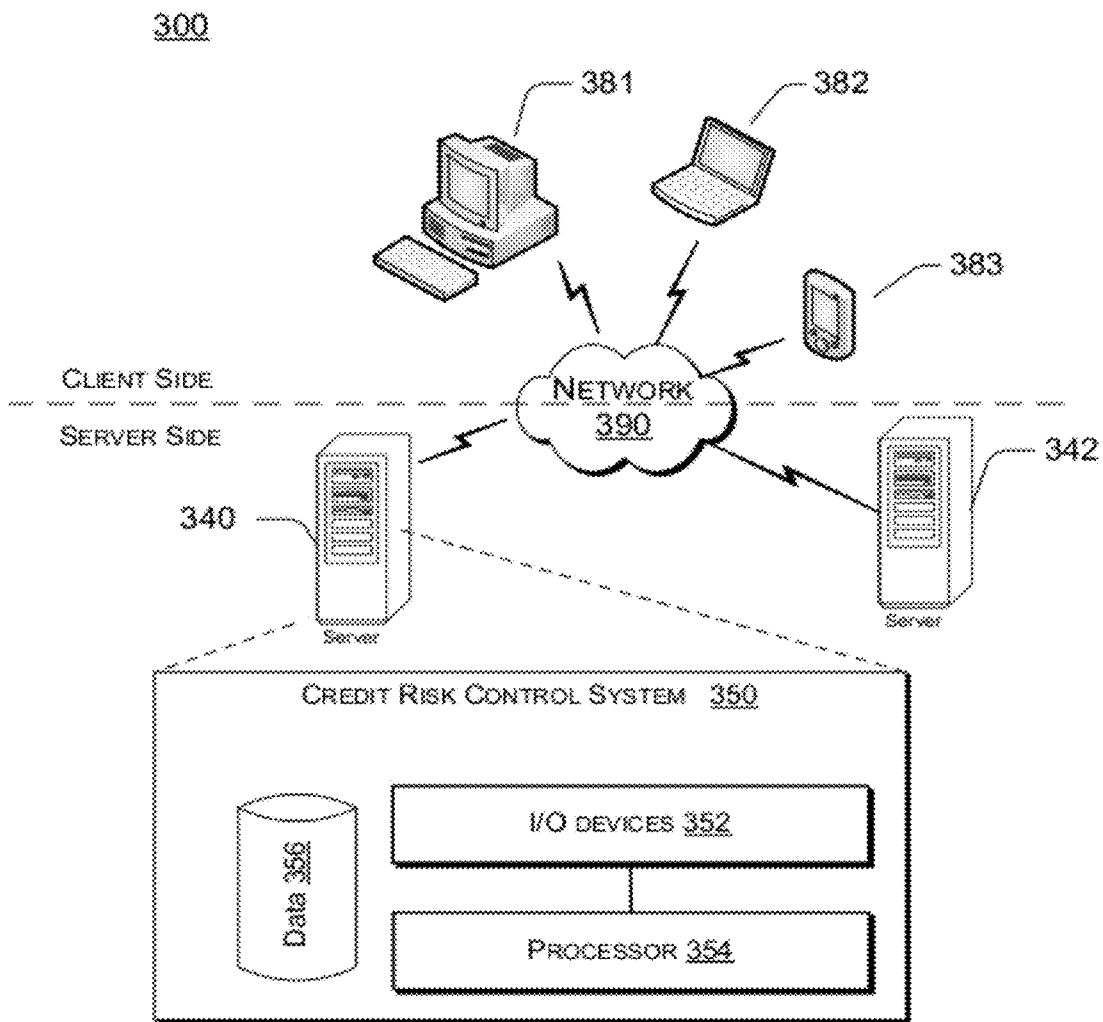 300
381
382
383
CLIENT SIDE
NETWORK
390
SERVER SIDE
340
342
Server
Server
CREDIT RISK CONTROL SYSTEM 350
I/O DEVICES 352
Data 356
PROCESSOR 354